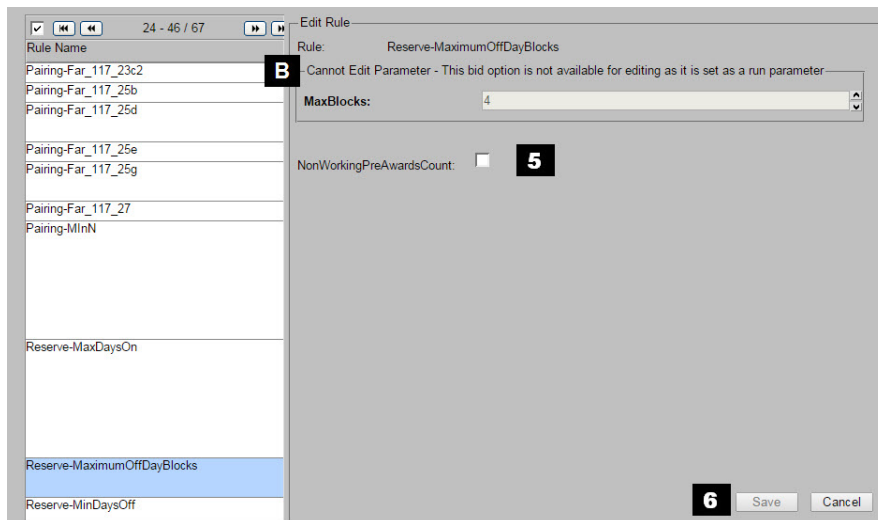 24 - 46 / 67
Rule Name
Pairing-Far_117_23c2
Pairing-Far_117_25b
Pairing-Far_117_25d
Pairing-Far_117_25e
Pairing-Far_117_25g
Pairing-Far_117_27
Pairing-MInN
Reserve-MaxDaysOn
Reserve-MaximumOffDayBlocks
Reserve-MinDaysOff
Edit Rule
Rule: Reserve-MaximumOffDayBlocks
B Cannot Edit Parameter - This bid option is not available for editing as it is set as a run parameter
MaxBlocks: 4
NonWorkingPreAwardsCount: 5
6 Save Cancel